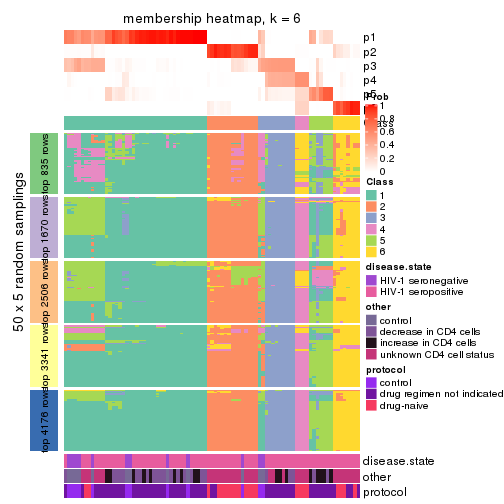 membership heatmap, k = 6
p1
p2
p3
p4
p5
Prob
1
0.8
0.6
0.4
0.2
0
Class
1
2
3
4
5
6
disease.state
HIV-1 seronegative
HIV-1 seropositive
other
control
decrease in CD4 cells
increase in CD4 cells
unknown CD4 cell status
protocol
control
drug regimen not indicated
drug-naive
50 x 5 random samplings
top 835 rows
top 1670 rows
top 2506 rows
top 3341 rows
top 4176 rows
disease.state
other
protocol